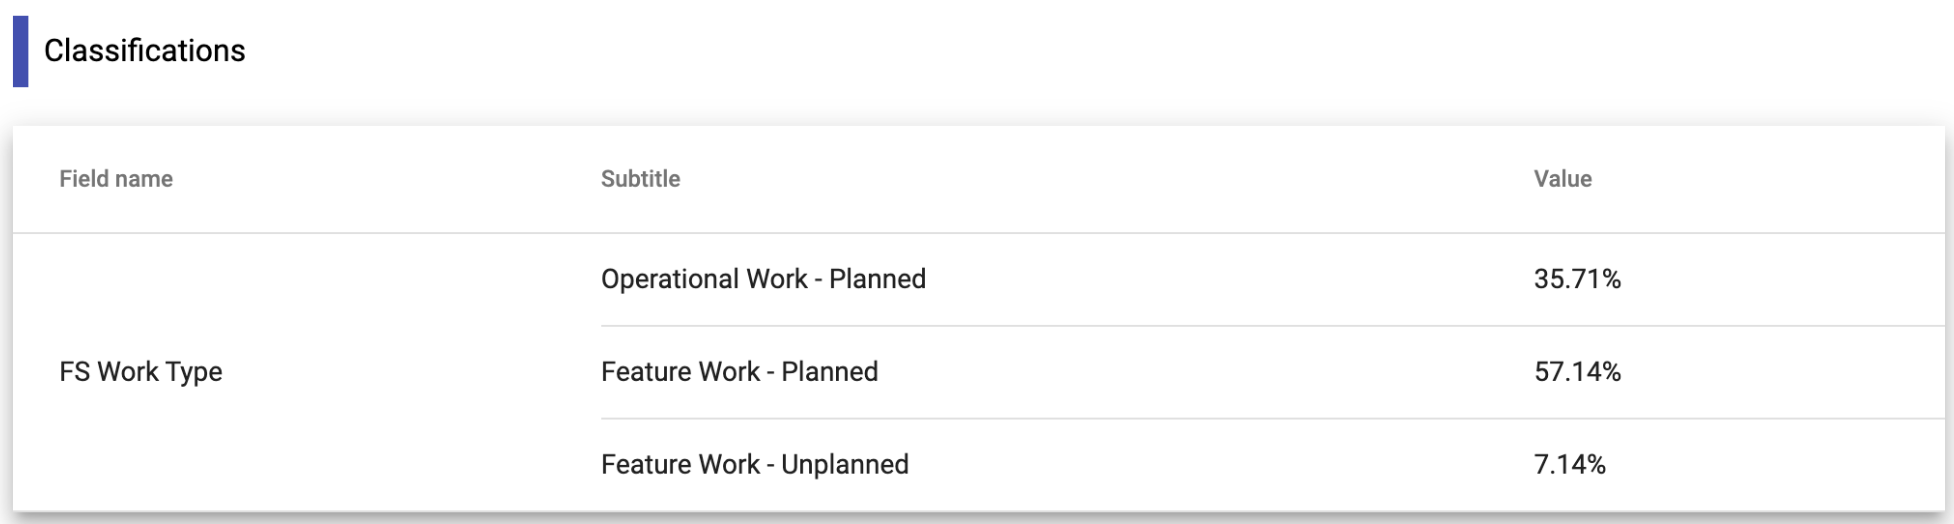 Classifications
Field name Subtitle Value
Operational Work - Planned 35.71%
FS Work Type Feature Work - Planned 57.14%
Feature Work - Unplanned 7.14%